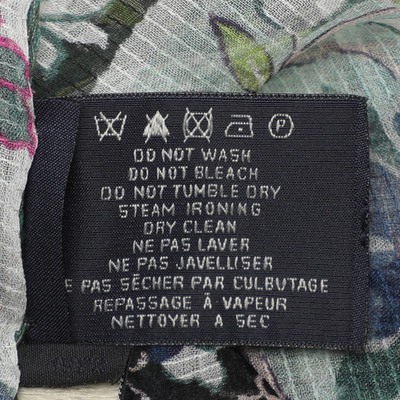 P
DO NOT WASH
DO NOT BLEACH
DO NOT TUMBLE DRY
STEAM IRONING
DRY CLEAN
NE PAS LAVER
NE PAS JAVELLISER
E PAS SÊCHER PAR CULBUTAGE
REPASSAGE À VAPEUR
NETTOYER A SEC